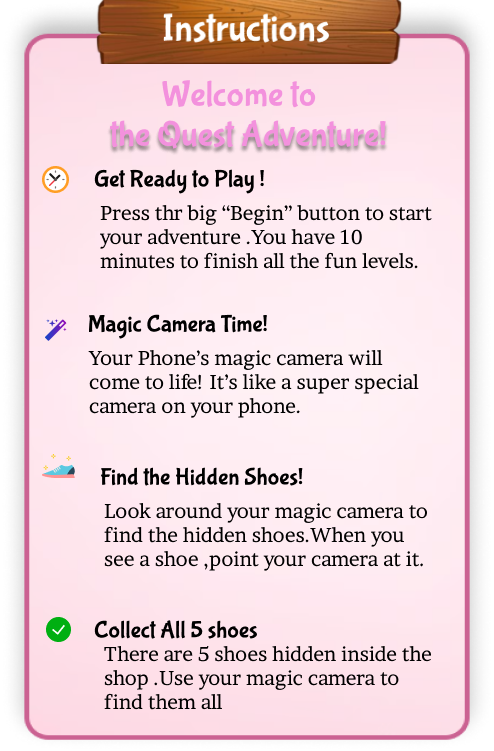 Instructions
Welcome to
the Quest Adventure!
Get Ready to Play !
Press thr big “Begin” button to start
your adventure .You have 10
minutes to finish all the fun levels.
Magic Camera Time!
Your Phone’s magic camera will
come to life! It’s like a super special
camera on your phone.
Find the Hidden Shoes!
Look around your magic camera to
find the hidden shoes.When you
see a shoe ,point your camera at it.
Collect All 5 shoes
There are 5 shoes hidden inside the
shop .Use your magic camera to
find them all